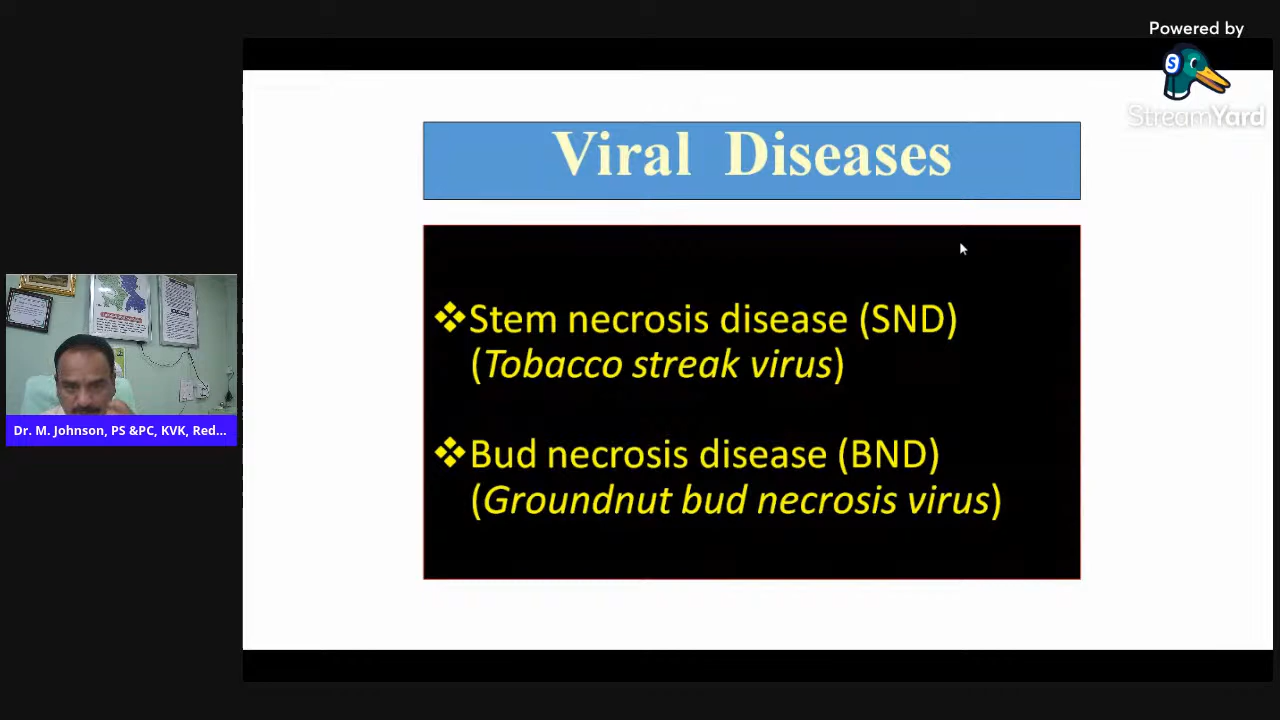 Powered by
StreamYard
Viral Diseases
❖Stem necrosis disease (SND)
(Tobacco streak virus)
❖Bud necrosis disease (BND)
(Groundnut bud necrosis virus)
Dr. M. Johnson, PS &PC, KVK, Red...